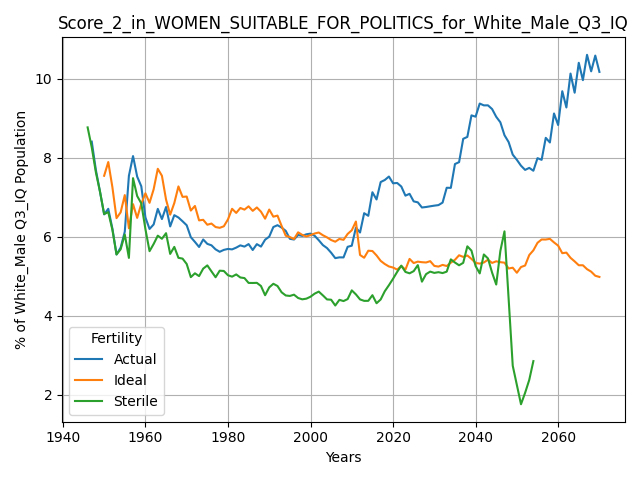 Score_2_in_WOMEN_SUITABLE_FOR_POLITICS_for_White_Male_Q3_IQ
% of White_Male Q3_IQ Population
10
8
6
4
2
Fertility
Actual
Ideal
Sterile
1940 1960 1980 2000 2020 2040 2060
Years